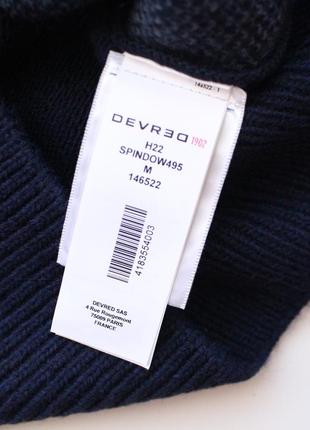 146522 - 1
DEVRED 1902
H22
SPINDOW495
M
146522
4183554003
DEVRED SAS
4 Rue Rougemont
75009 PARIS
FRANCE